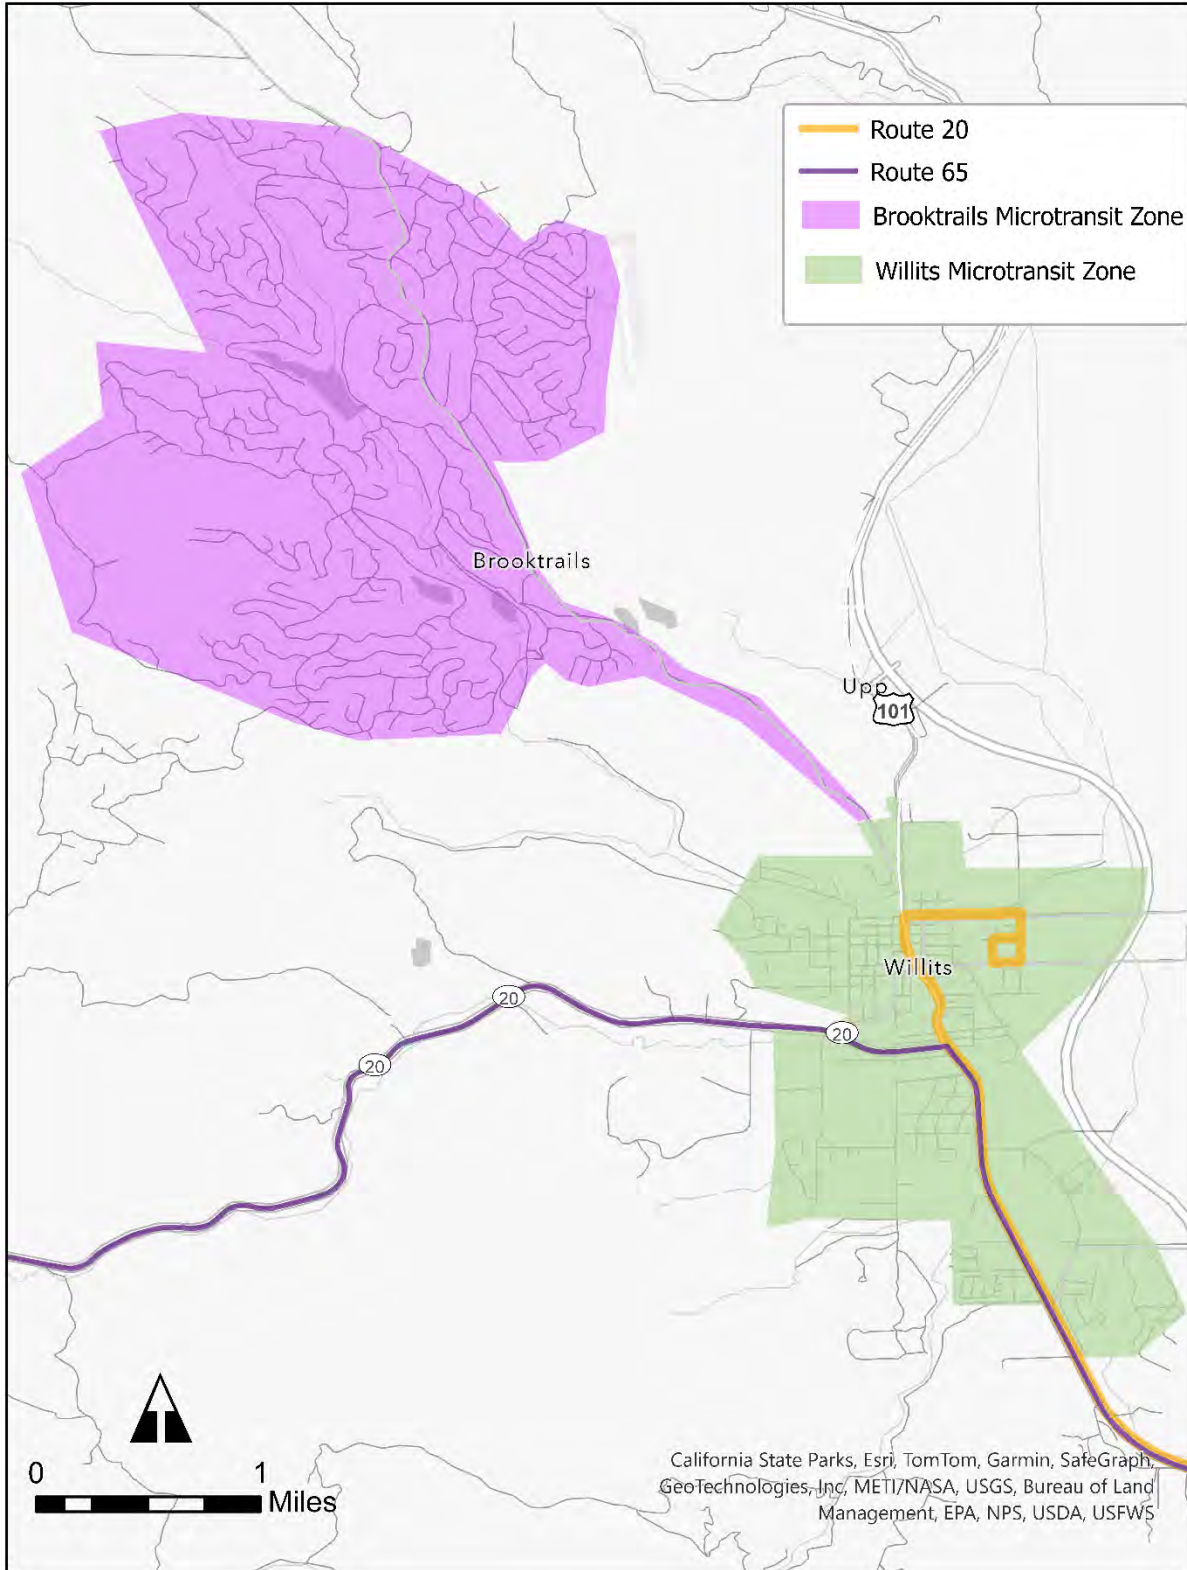 Route 20
Route 65
Brooktrails Microtransit Zone
Willits Microtransit Zone
Brooktrails
Upp
101
Willits
20
20
20
0 1
Miles
California State Parks, Esri, TomTom, Garmin, SafeGraph,
GeoTechnologies, Inc, METI/NASA, USGS, Bureau of Land
Management, EPA, NPS, USDA, USFWS